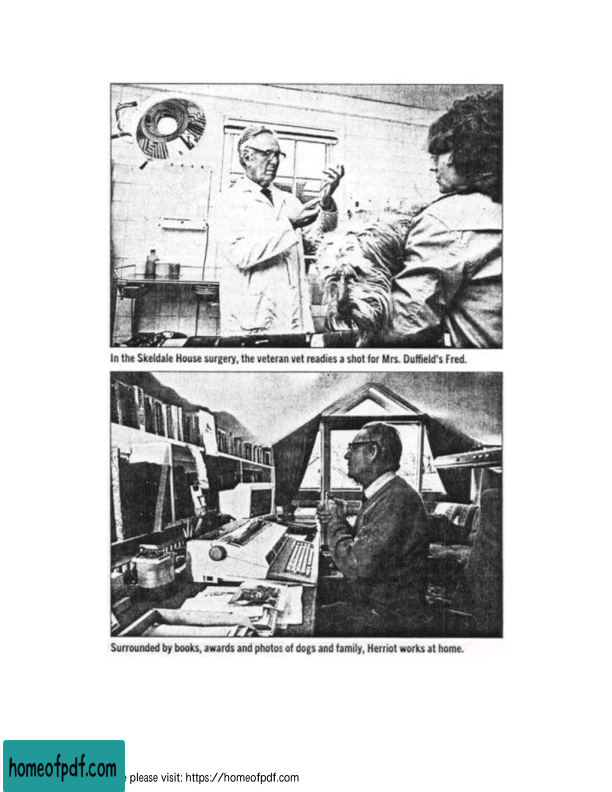 In the Skeldale House surgery, the veteran vet readies a shot for Mrs. Duffield's Fred.
Surrounded by books, awards and photos of dogs and family, Herriot works at home.
homeofpdf.com
please visit: https://homeofpdf.com